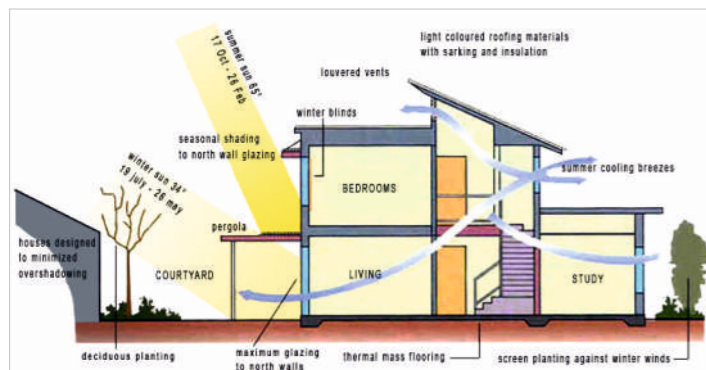 summer sun 65°
17 Oct - 26 Feb
light coloured roofing materials
with sarking and insulation
louvered vents
winter blinds
seasonal shading
to north wall glazing
winter sun 34°
19 july - 26 may
summer cooling breezes
BEDROOMS
pergola
houses designed
to minimized
overshadowing
COURTYARD
LIVING
STUDY
deciduous planting
maximum glazing
to north walls
thermal mass flooring
screen planting against winter winds